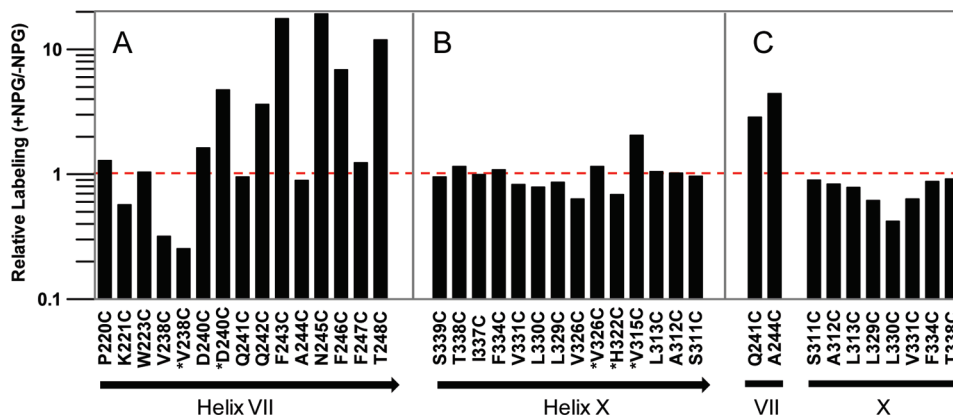 A
B
C
Relative Labeling (+NPG/-NPG)
10
1
0.1
P220C
K221C
W223C
V238C
*V238C
D240C
*D240C
Q241C
Q242C
F243C
A244C
N245C
F246C
F247C
T248C
S339C
T338C
I337C
F334C
V331C
L330C
L329C
V326C
*V326C
*H322C
*V315C
L313C
A312C
S311C
Q241C
A244C
S311C
A312C
L313C
L329C
L330C
V331C
F334C
T338C
Helix VII
Helix X
VII
X